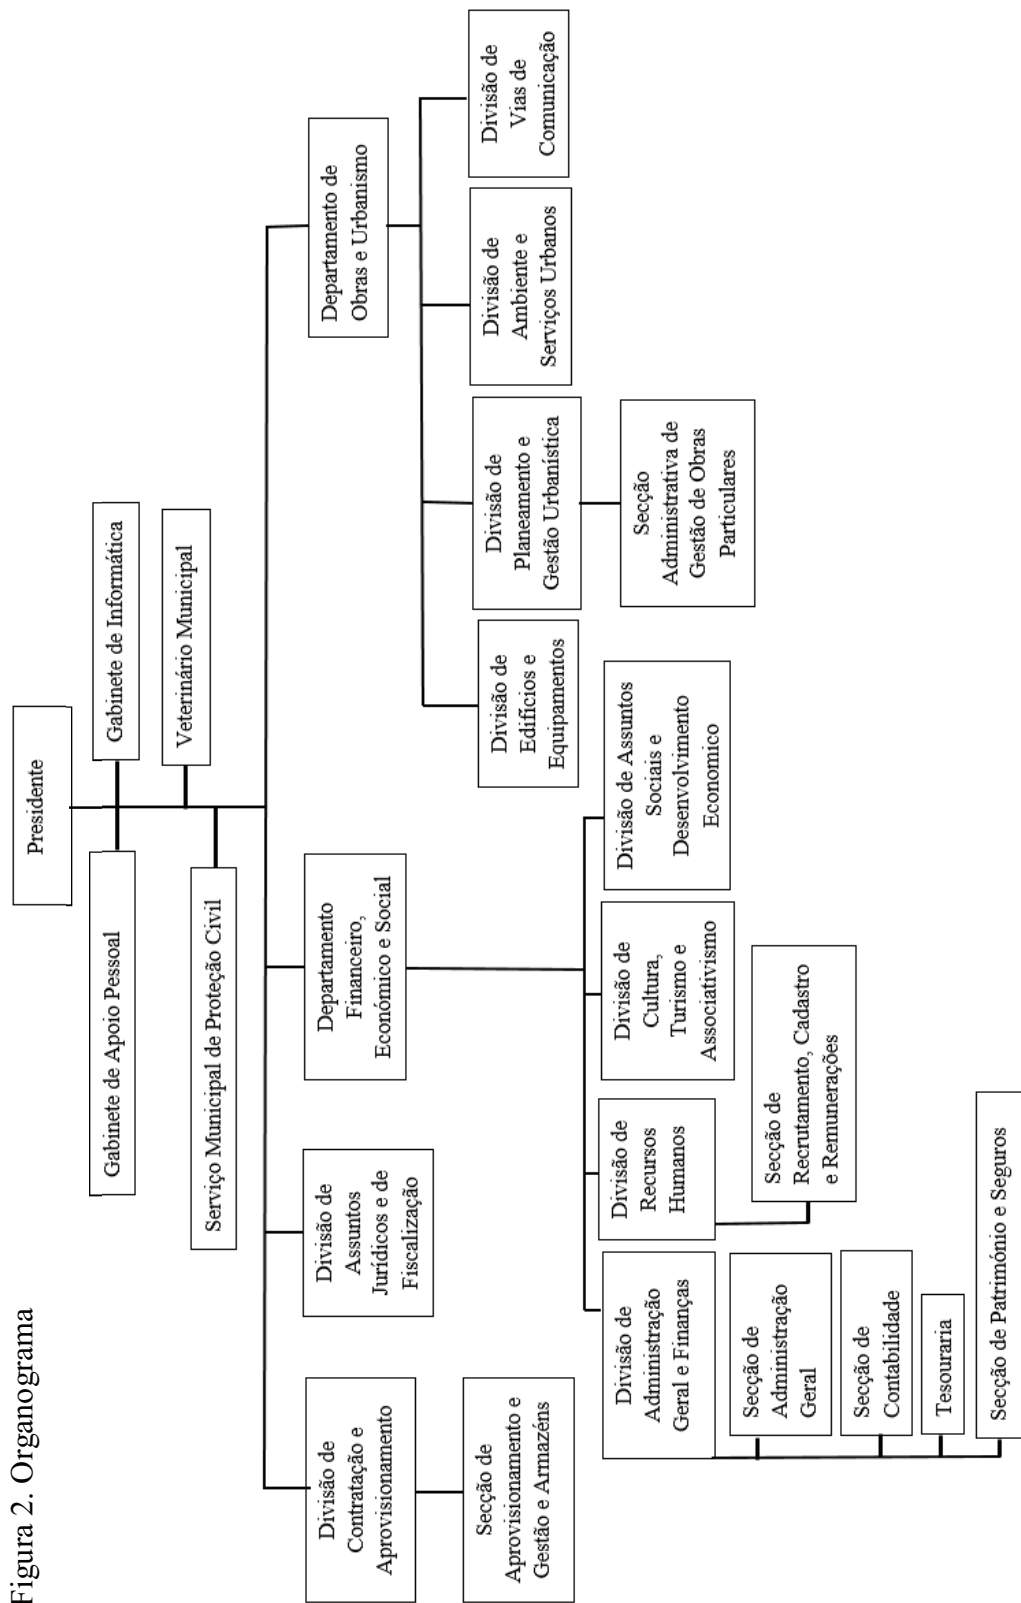 Figura 2. Organograma
Presidente
Gabinete de Apoio Pessoal
Gabinete de Informática
Veterinário Municipal
Serviço Municipal de Proteção Civil
Divisão de
Contratação e
Aprovisionamento
Divisão de
Assuntos
Jurídicos e de
Fiscalização
Departamento
Financeiro,
Económico e Social
Departamento de
Obras e Urbanismo
Secção de
Aprovisionamento e
Gestão e Armazéns
Divisão de
Edifícios e
Equipamentos
Divisão de
Planeamento e
Gestão Urbanística
Divisão de
Ambiente e
Serviços Urbanos
Divisão de
Vias de
Comunicação
Divisão de
Administração
Geral e Finanças
Divisão de
Recursos
Humanos
Divisão de
Cultura,
Turismo e
Associativismo
Divisão de Assuntos
Sociais e
Desenvolvimento
Economico
Secção
Administrativa de
Gestão de Obras
Particulares
Secção de
Administração
Geral
Secção de
Recrutamento, Cadastro
e Remunerações
Secção de
Contabilidade
Tesouraria
Secção de Património e Seguros